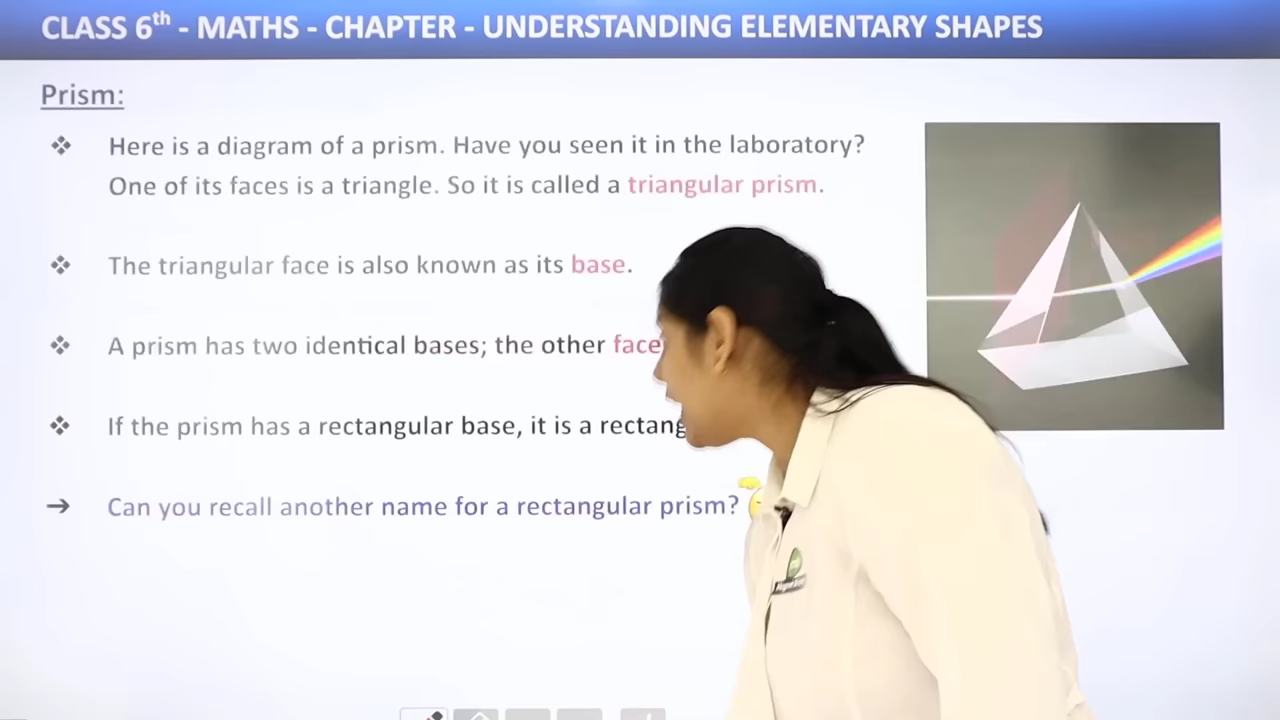 CLASS 6th - MATHS - CHAPTER - UNDERSTANDING ELEMENTARY SHAPES
Prism:
❖ Here is a diagram of a prism. Have you seen it in the laboratory?
One of its faces is a triangle. So it is called a triangular prism.
❖ The triangular face is also known as its base.
❖ A prism has two identical bases; the other face
❖ If the prism has a rectangular base, it is a rectang
→ Can you recall another name for a rectangular prism?